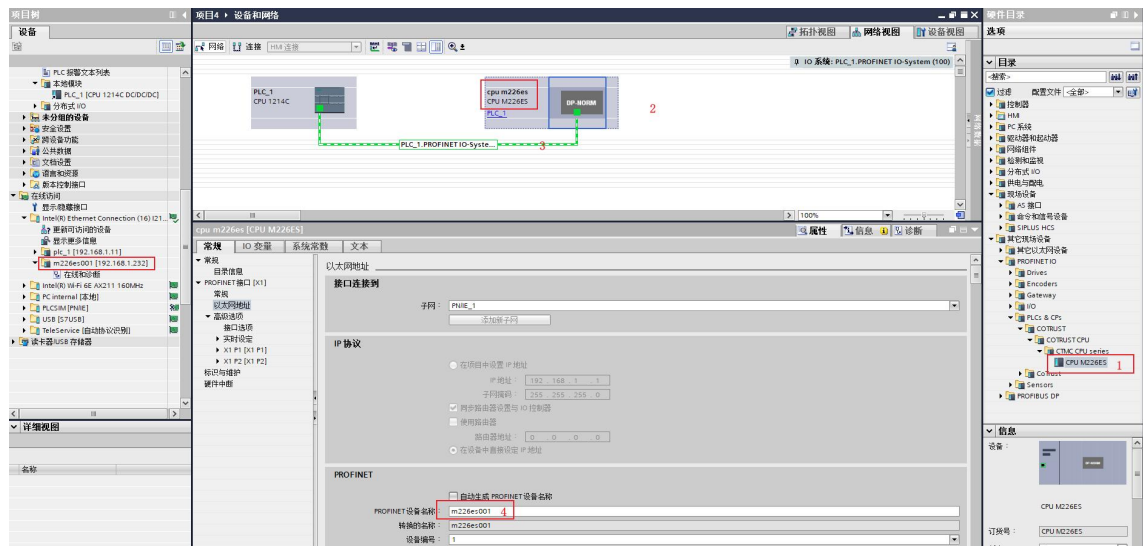 项目树
设备
PLC 报警文本列表
本地模块
PLC_1 [CPU 1214C DC/DC/DC]
分布式 I/O
未分组的设备
安全设置
跨设备功能
公共数据
文档设置
语言和资源
版本控制接口
在线访问
显示/隐藏接口
Intel(R) Ethernet Connection (16) I21...
更新可访问的设备
显示更多信息
plc_1 [192.168.1.11]
m226es001 [192.168.1.232]
在线和诊断
Intel(R) Wi-Fi 6E AX211 160MHz
PC internal [本地]
PLCSIM [PN/IE]
USB [S7USB]
TeleService [自动协议识别]
读卡器/USB 存储器
详细视图
名称
项目4 ▸ 设备和网络
拓扑视图 网络视图 设备视图
网络 连接 HMI 连接
IO 系统: PLC_1.PROFINET IO-System (100)
PLC_1
CPU 1214C
cpu m226es
CPU M226ES
PLC_1
DP-NORM
2
PLC_1.PROFINET IO-Syste...
3
100%
cpu m226es [CPU M226ES]
属性 信息 诊断
常规 IO 变量 系统常数 文本
常规
目录信息
PROFINET接口 [X1]
常规
以太网地址
高级选项
接口选项
实时设定
X1 P1 [X1 P1]
X1 P2 [X1 P2]
标识与维护
硬件中断
以太网地址
接口连接到
子网: PN/IE_1
添加新子网
IP 协议
在项目中设置 IP 地址
IP 地址: 192 . 168 . 1 . 1
子网掩码: 255 . 255 . 255 . 0
同步路由器设置与 IO 控制器
使用路由器
路由器地址: 0 . 0 . 0 . 0
在设备中直接设定 IP 地址
PROFINET
自动生成 PROFINET 设备名称
PROFINET 设备名称: m226es001 4
转换的名称: m226es001
设备编号: 1
硬件目录
选项
目录
<搜索>
过滤 配置文件 <全部>
控制器
HMI
PC 系统
驱动器和起动器
网络组件
检测和监视
分布式 I/O
供电与配电
现场设备
AS 接口
命令和信号设备
SIPLUS HCS
其它现场设备
其它以太网设备
PROFINET IO
Drives
Encoders
Gateway
I/O
PLCs & CPs
COTRUST
COTRUST CPU
CTMC CPU series
CPU M226ES 1
CoTrust
Sensors
PROFIBUS DP
信息
设备:
DP-NORM
CPU M226ES
订货号: CPU M226ES